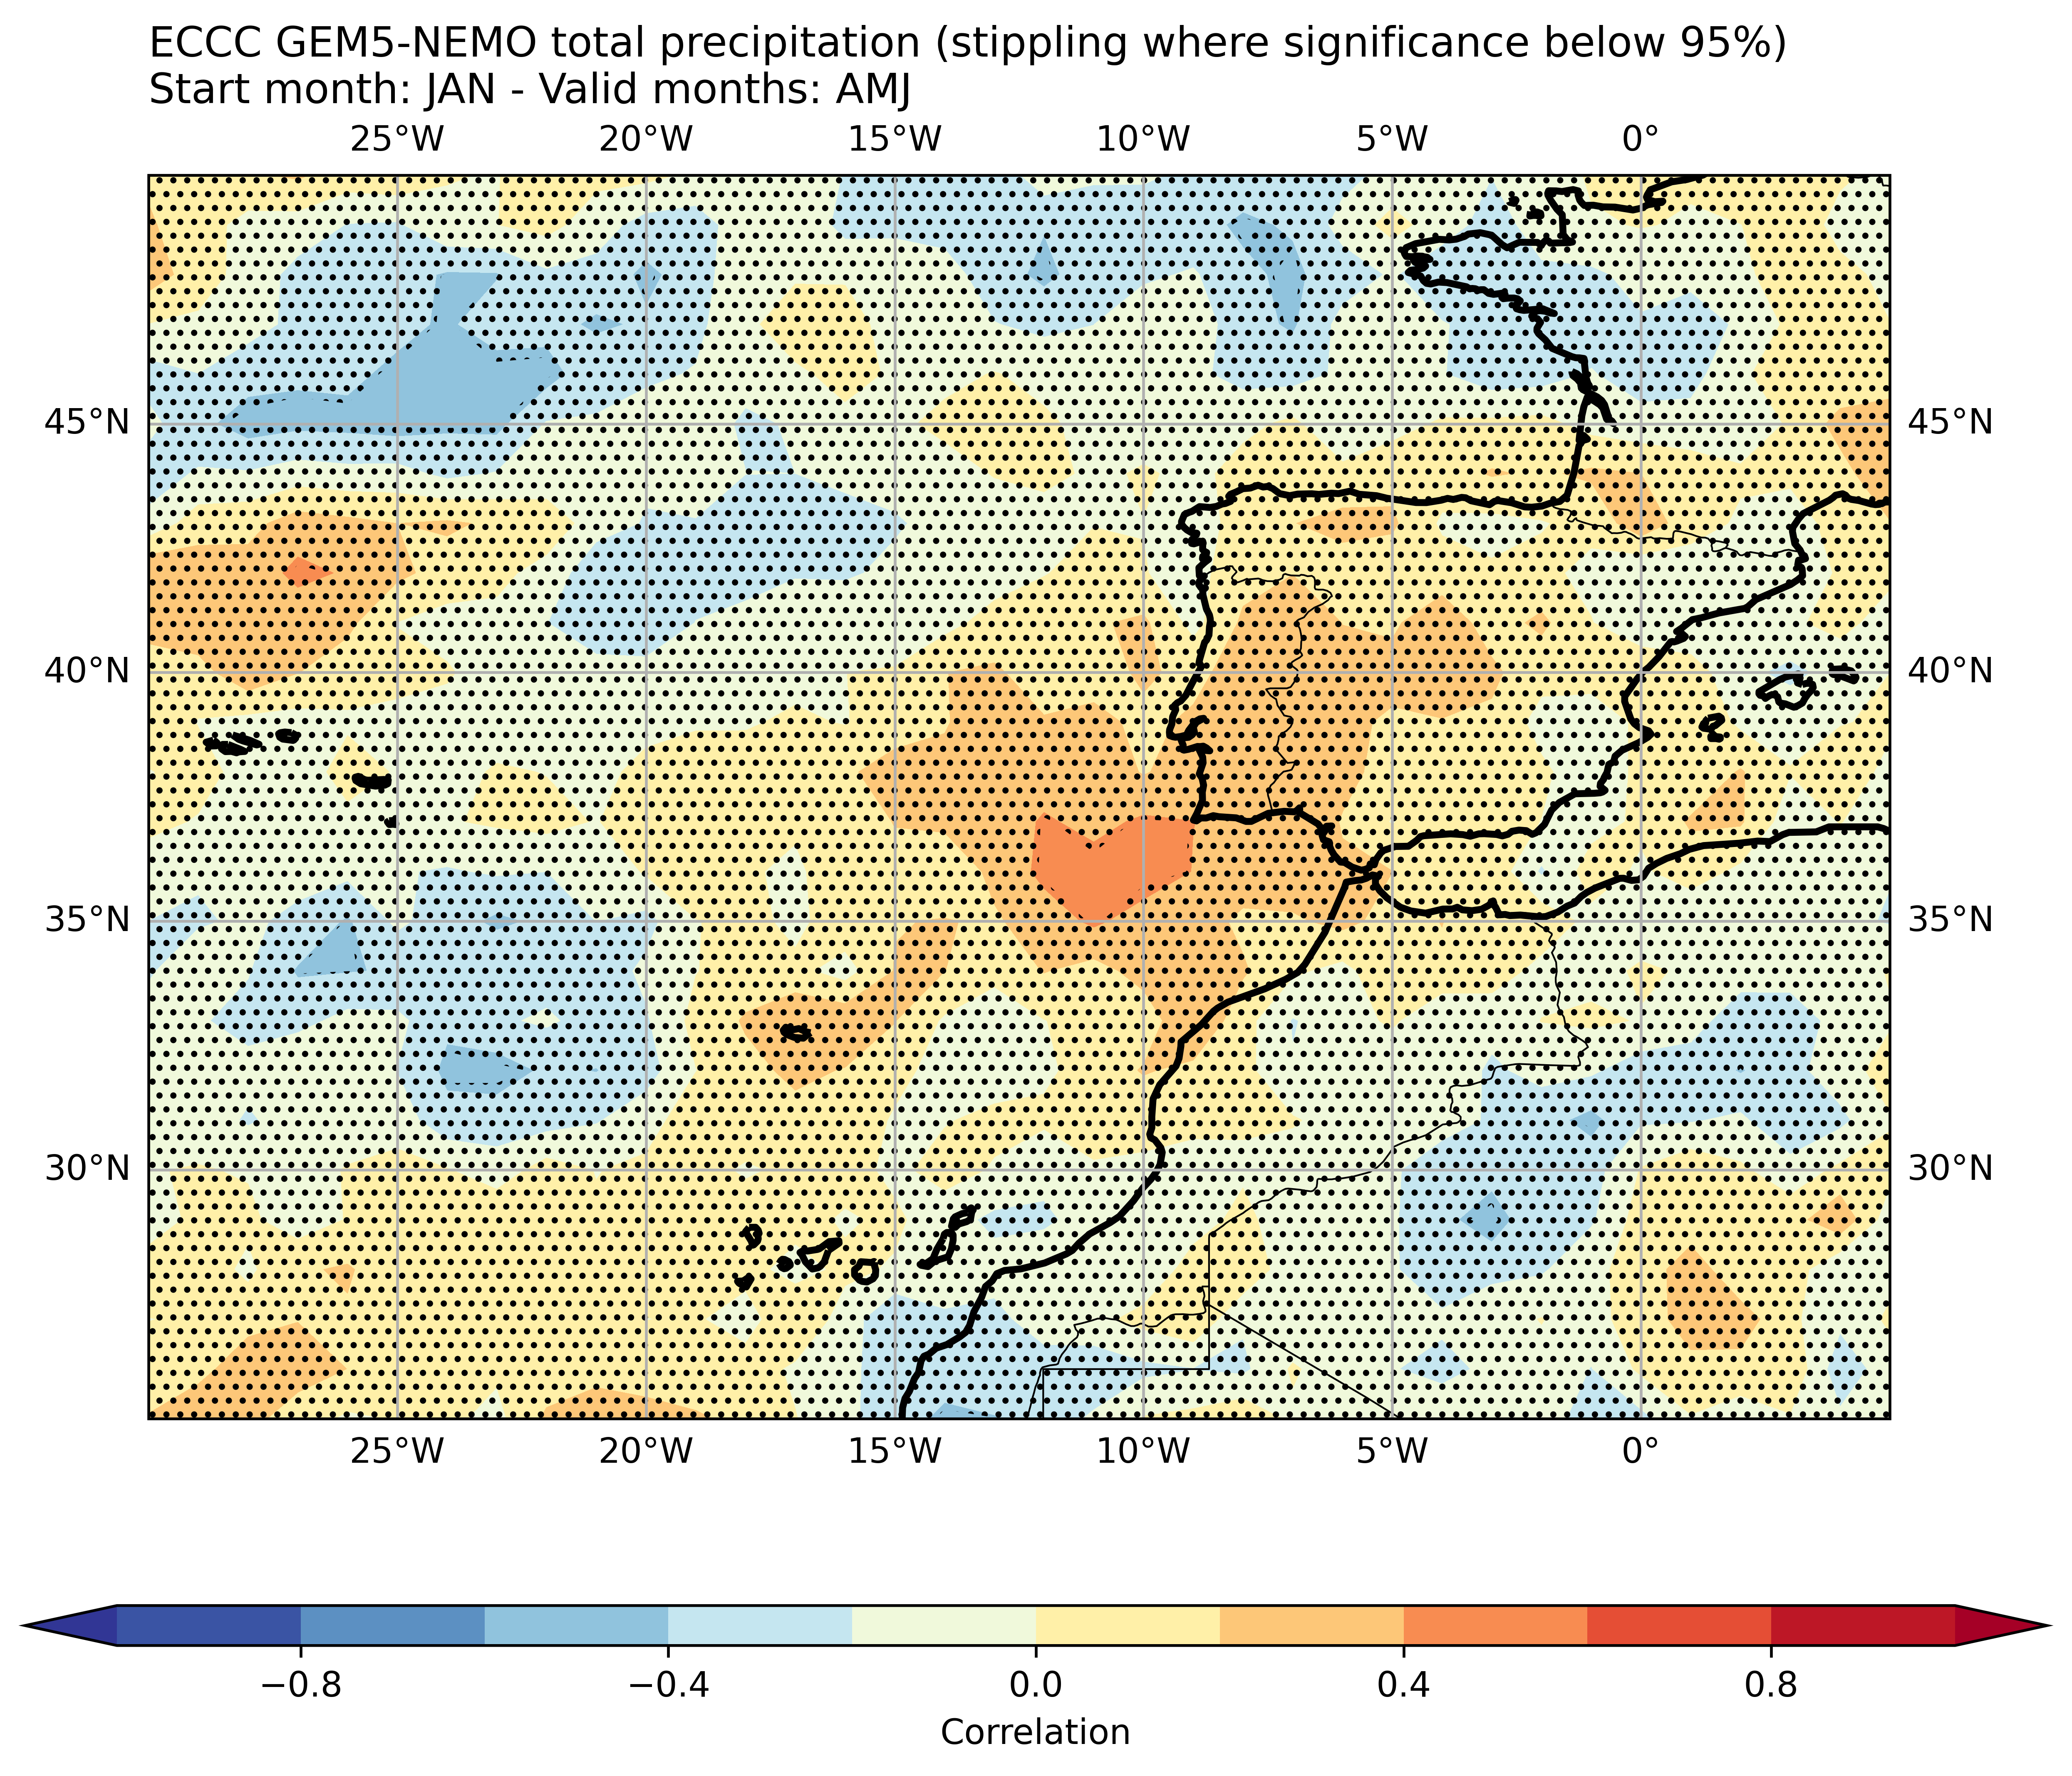 ECCC GEM5-NEMO total precipitation (stippling where significance below 95%)
Start month: JAN - Valid months: AMJ
25°W 20°W 15°W 10°W 5°W 0°
45°N 45°N
40°N 40°N
35°N 35°N
30°N 30°N
25°W 20°W 15°W 10°W 5°W 0°
−0.8 −0.4 0.0 0.4 0.8
Correlation